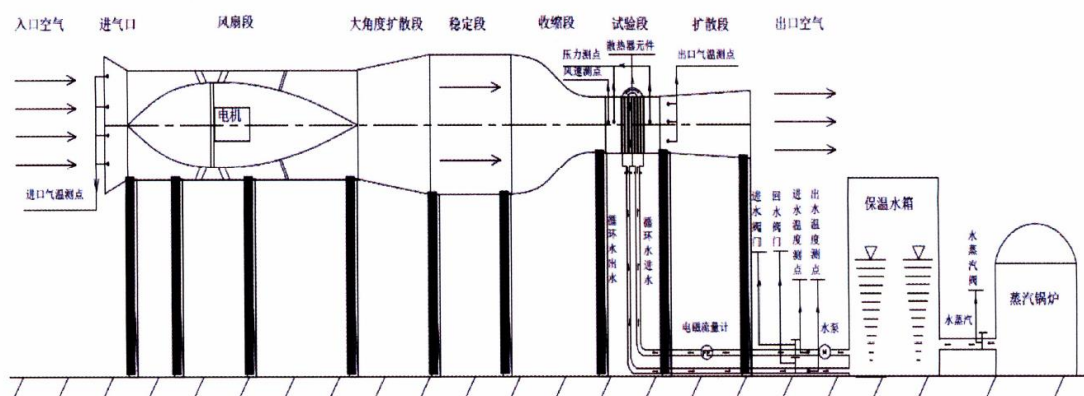 入口空气
进气口
风扇段
大角度扩散段
稳定段
收缩段
试验段
扩散段
出口空气
压力测点
散热器元件
出口气温测点
风速测点
电机
进口气温测点
循环水出水
循环水进水
进水阀门
回水阀门
进水温度测点
出水温度测点
保温水箱
水蒸汽阀
蒸汽锅炉
电磁流量计
水泵
水蒸汽